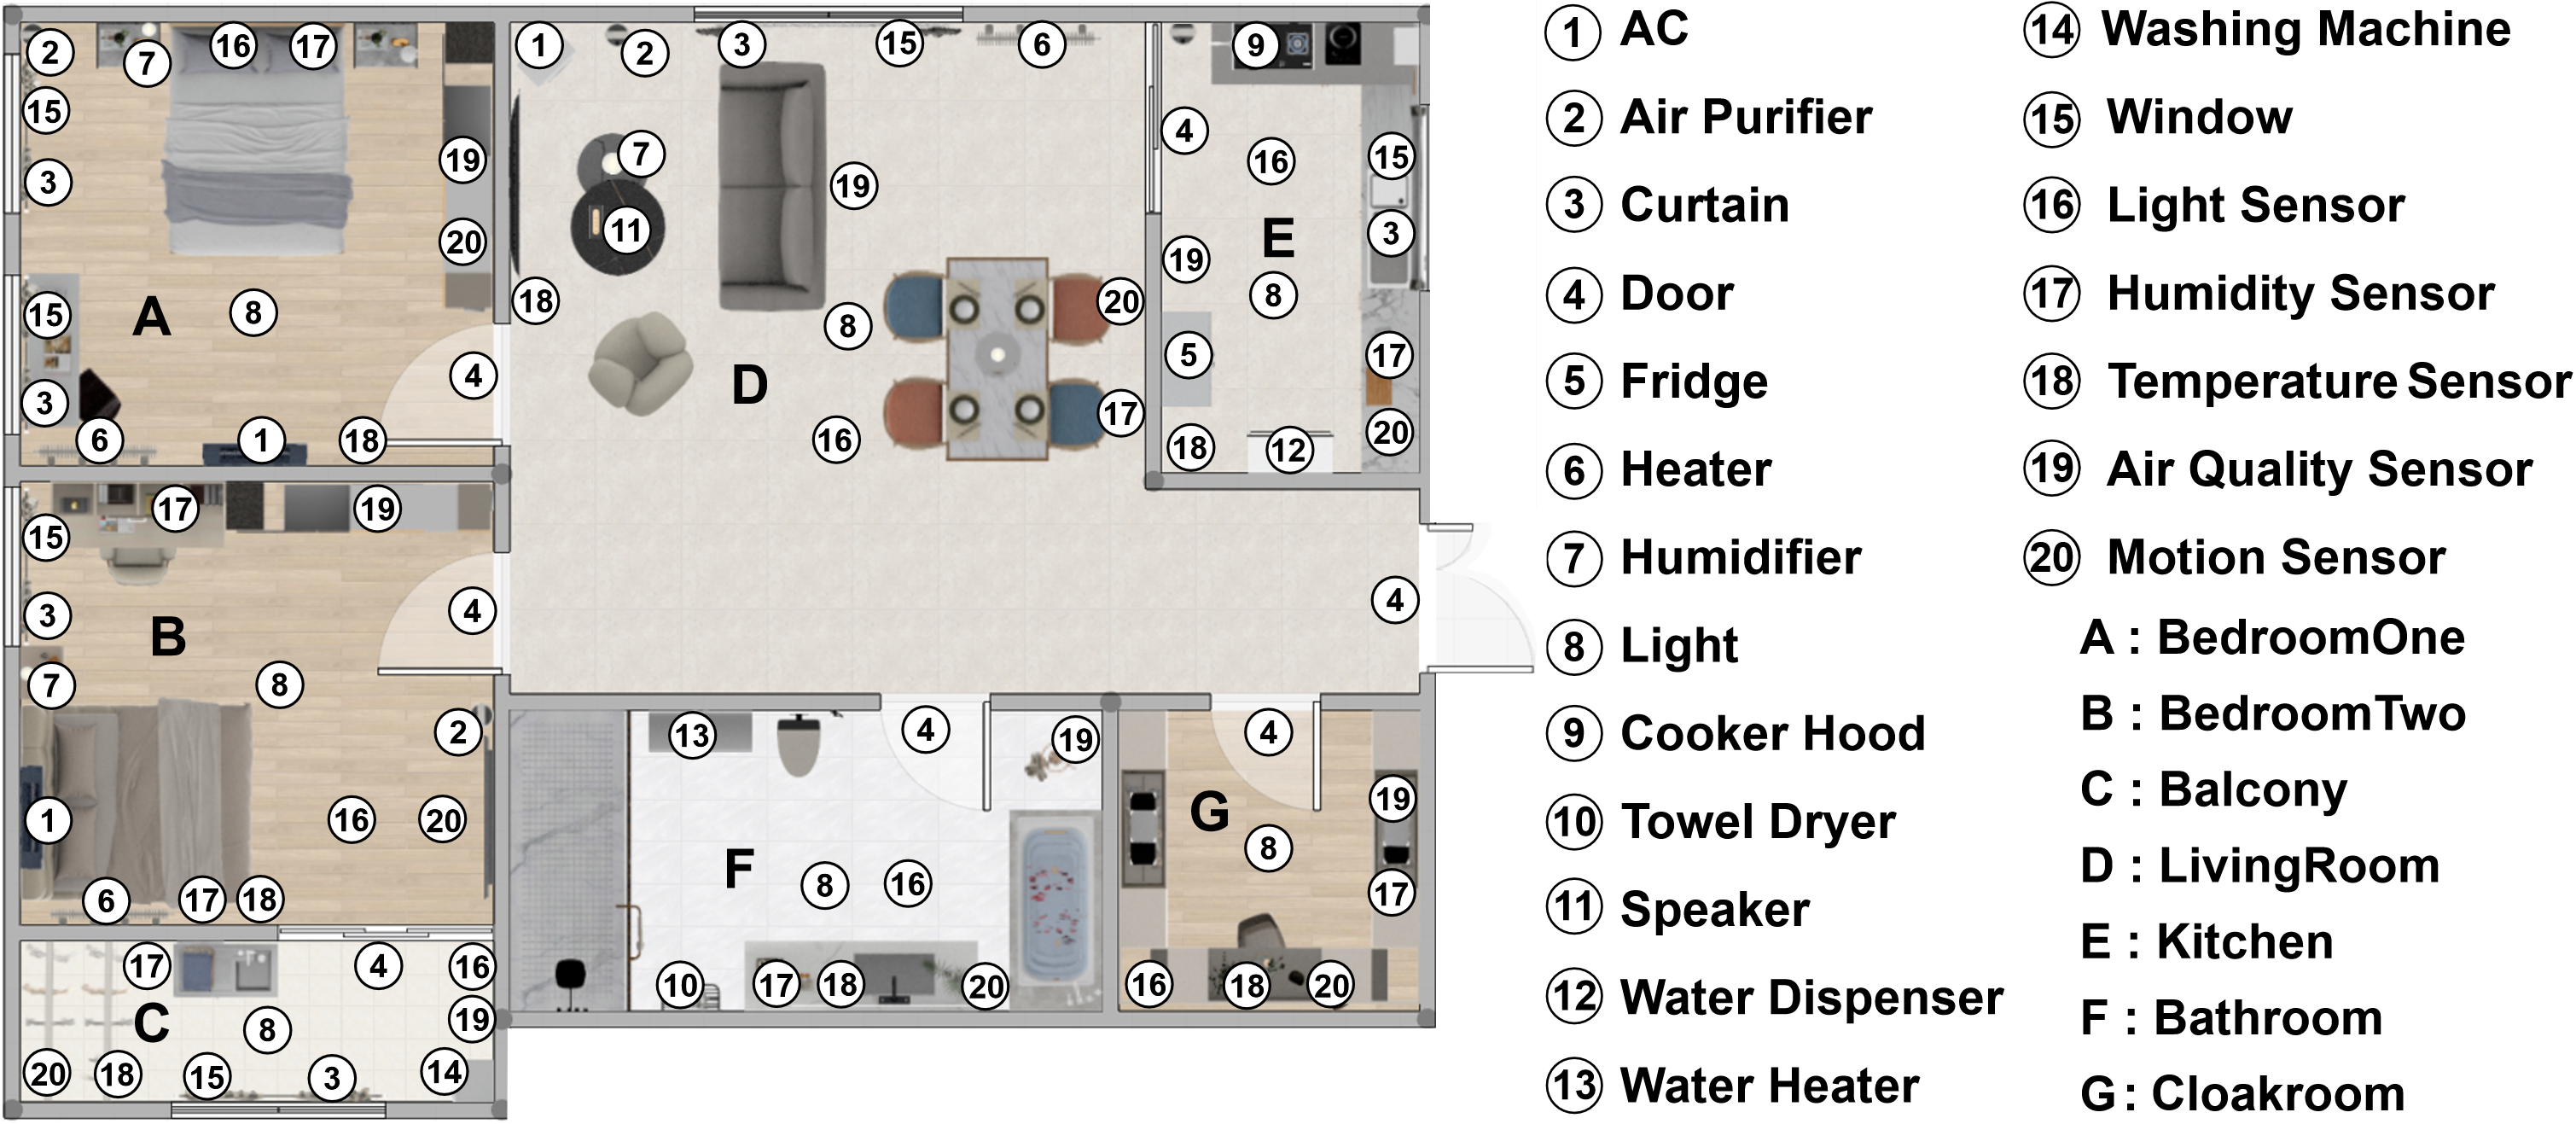 1 2 3 15 6 9
2 7 16 17
15 4
7 16 15
19 19
3 11 3
20 E
19
A 8 18 8 20 8
15
4 D 5 17
3 17
6 1 18 16 18 12 20
17 19
15
3 4 4
B
7 8
2 13 4 19 4
1 16 20 G 19
8
F 8 16 17
6 17 18
17 4 16 10 17 18 20 16 18 20
C 8 19
20 18 15 3 14
1 AC
2 Air Purifier
3 Curtain
4 Door
5 Fridge
6 Heater
7 Humidifier
8 Light
9 Cooker Hood
10 Towel Dryer
11 Speaker
12 Water Dispenser
13 Water Heater
14 Washing Machine
15 Window
16 Light Sensor
17 Humidity Sensor
18 Temperature Sensor
19 Air Quality Sensor
20 Motion Sensor
A : BedroomOne
B : BedroomTwo
C : Balcony
D : LivingRoom
E : Kitchen
F : Bathroom
G : Cloakroom